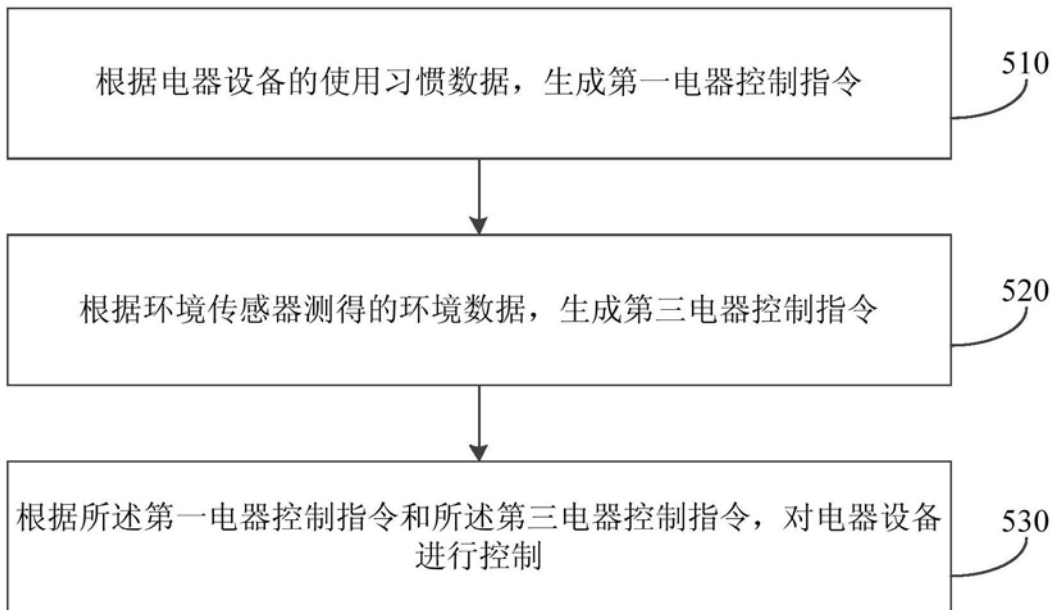 根据电器设备的使用习惯数据，生成第一电器控制指令
510
根据环境传感器测得的环境数据，生成第三电器控制指令
520
根据所述第一电器控制指令和所述第三电器控制指令，对电器设备
进行控制
530